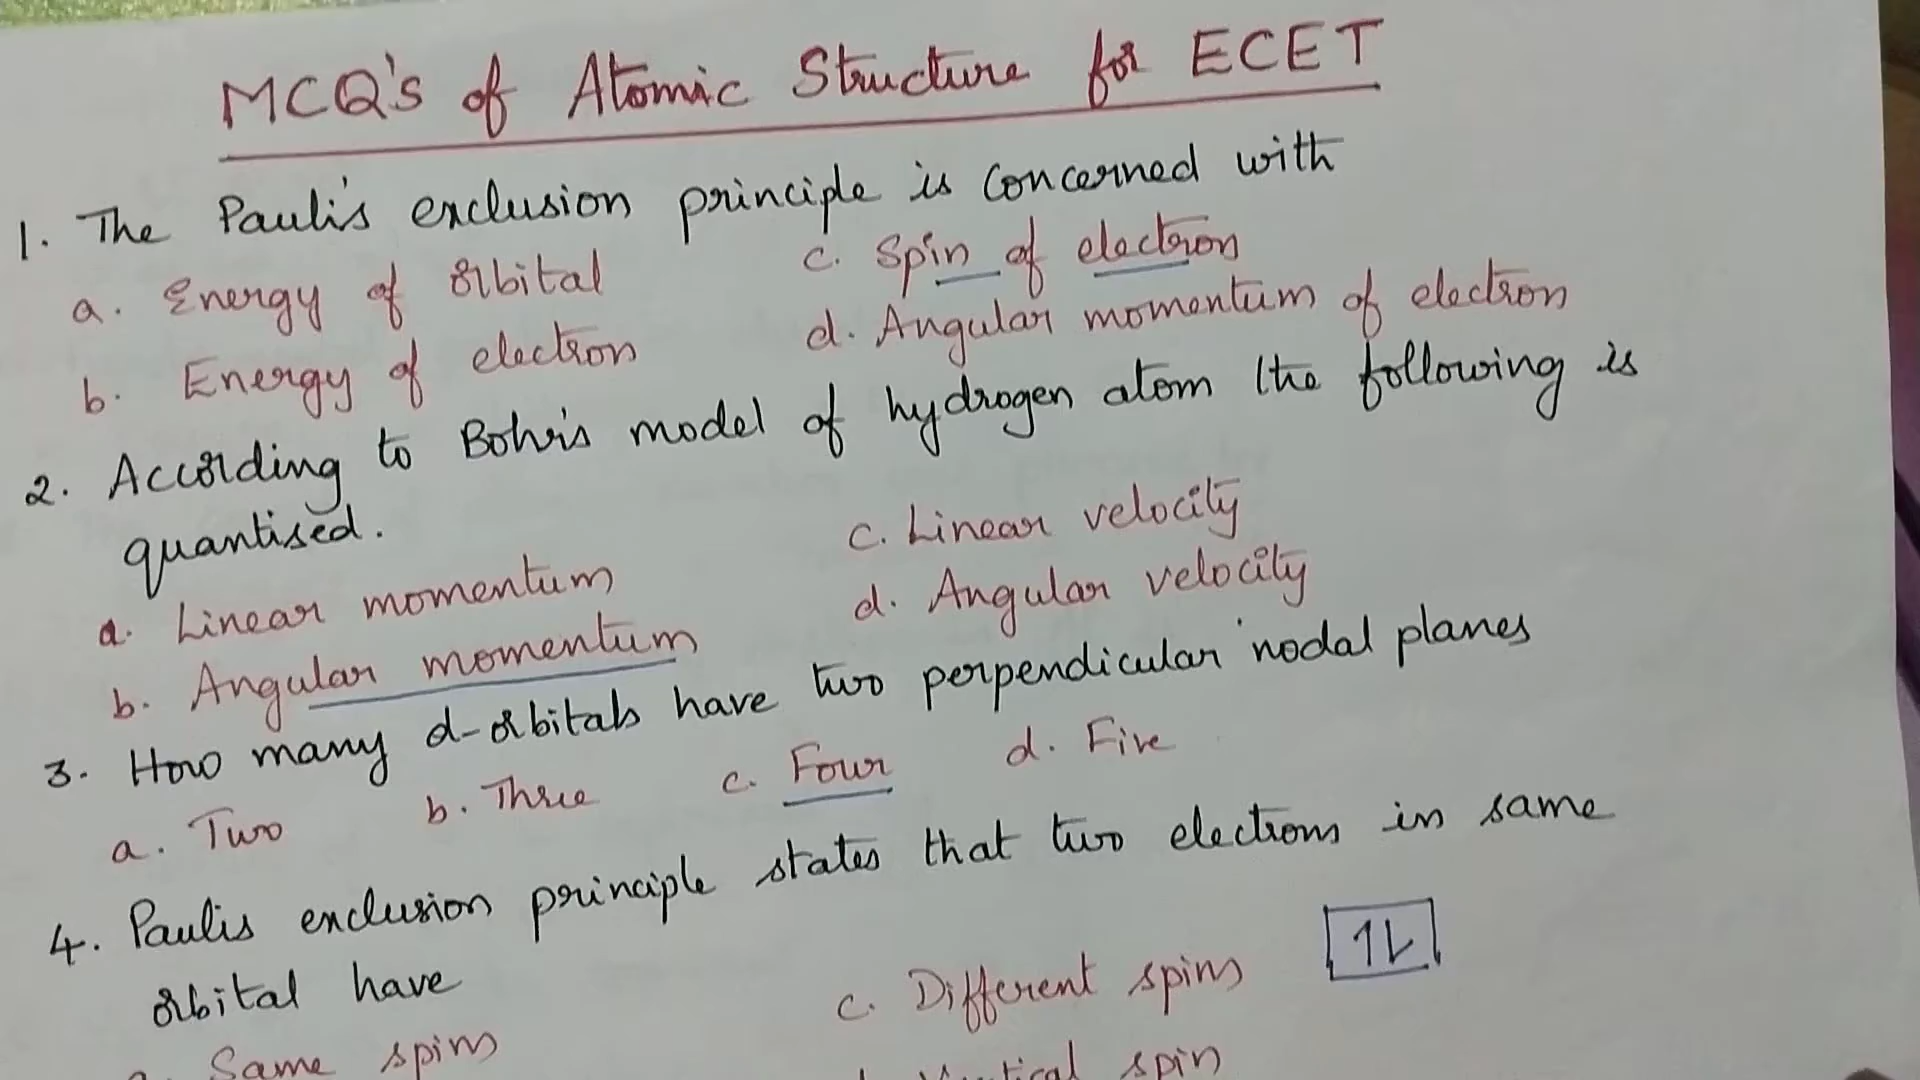 MCQ's of Atomic Structure for ECET
1. The Pauli's exclusion principle is concerned with
a. Energy of orbital
c. Spin of electron
b. Energy of electron
d. Angular momentum of electron
2. According to Bohr's model of hydrogen atom the following is
quantised.
a. Linear momentum
c. Linear velocity
b. Angular momentum
d. Angular velocity
3. How many d-orbitals have two perpendicular nodal planes
a. Two b. Three c. Four d. Five
4. Paulis exclusion principle states that two electrons in same
orbital have
1L
c. Different spins
Same spins
spin